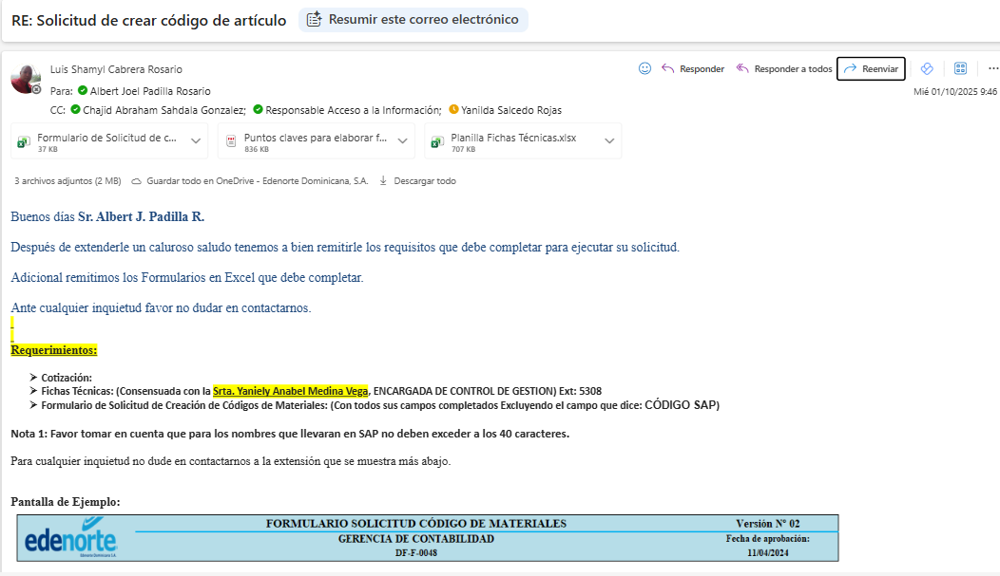 RE: Solicitud de crear código de artículo
Resumir este correo electrónico
Luis Shamyl Cabrera Rosario
Responder
Responder a todos
Reenviar
Para: Albert Joel Padilla Rosario
Mié 01/10/2025 9:46
CC: Chajid Abraham Sahdala Gonzalez; Responsable Acceso a la Información; Yanilda Salcedo Rojas
Formulario de Solicitud de c...
37 KB
Puntos claves para elaborar f...
836 KB
Planilla Fichas Técnicas.xlsx
707 KB
3 archivos adjuntos (2 MB) Guardar todo en OneDrive - Edenorte Dominicana, S.A. Descargar todo
Buenos días Sr. Albert J. Padilla R.
Después de extenderle un caluroso saludo tenemos a bien remitirle los requisitos que debe completar para ejecutar su solicitud.
Adicional remitimos los Formularios en Excel que debe completar.
Ante cualquier inquietud favor no dudar en contactarnos.
Requerimientos:
➤ Cotización:
➤ Fichas Técnicas: (Consensuada con la Srta. Yaniely Anabel Medina Vega, ENCARGADA DE CONTROL DE GESTION) Ext: 5308
➤ Formulario de Solicitud de Creación de Códigos de Materiales: (Con todos sus campos completados Excluyendo el campo que dice: CÓDIGO SAP)
Nota 1: Favor tomar en cuenta que para los nombres que llevaran en SAP no deben exceder a los 40 caracteres.
Para cualquier inquietud no dude en contactarnos a la extensión que se muestra más abajo.
Pantalla de Ejemplo:
edenorte
Edenorte Dominicana S.A.
FORMULARIO SOLICITUD CÓDIGO DE MATERIALES
GERENCIA DE CONTABILIDAD
DF-F-0048
Versión Nº 02
Fecha de aprobación:
11/04/2024